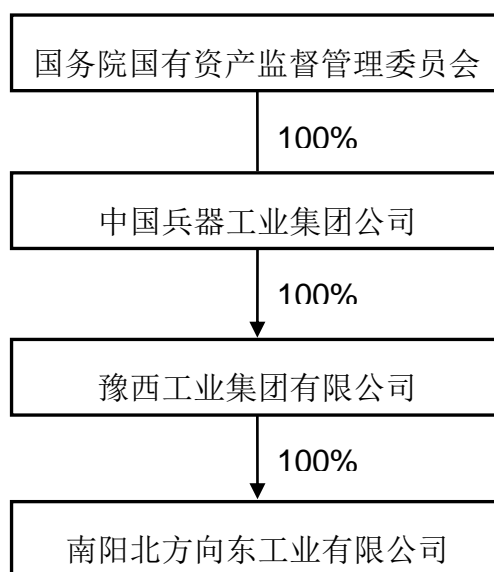 国务院国有资产监督管理委员会
100%
中国兵器工业集团公司
100%
豫西工业集团有限公司
100%
南阳北方向东工业有限公司